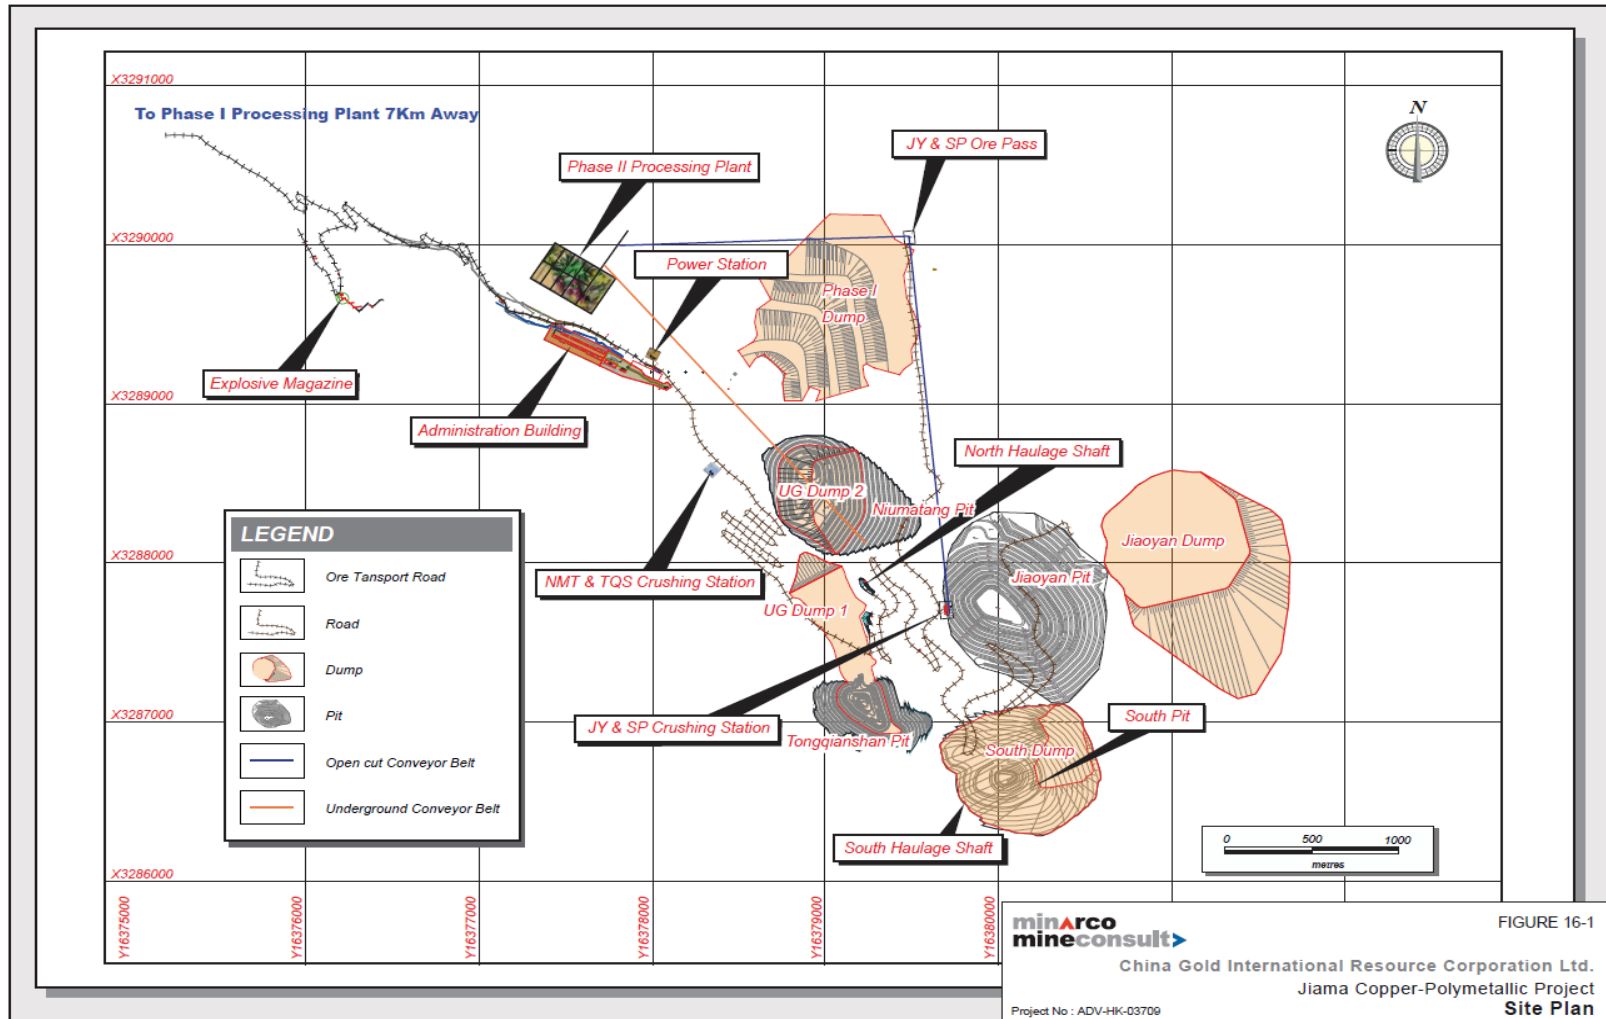 X3291000
To Phase I Processing Plant 7Km Away
N
JY & SP Ore Pass
Phase II Processing Plant
X3290000
Power Station
Phase I
Dump
Explosive Magazine
X3289000
Administration Building
North Haulage Shaft
UG Dump 2
Niumatang Pit
Jiaoyan Dump
LEGEND
Ore Tansport Road
Road
Dump
Pit
Open cut Conveyor Belt
Underground Conveyor Belt
X3288000
NMT & TQS Crushing Station
Jiaoyan Pit
UG Dump 1
X3287000
JY & SP Crushing Station
South Pit
Tongqianshan Pit
South Dump
South Haulage Shaft
0 500 1000
metres
X3286000
Y16375000
Y16376000
Y16377000
Y16378000
Y16379000
Y16380000
minarco
mineconsult
FIGURE 16-1
China Gold International Resource Corporation Ltd.
Jiama Copper-Polymetallic Project
Project No : ADV-HK-03709
Site Plan